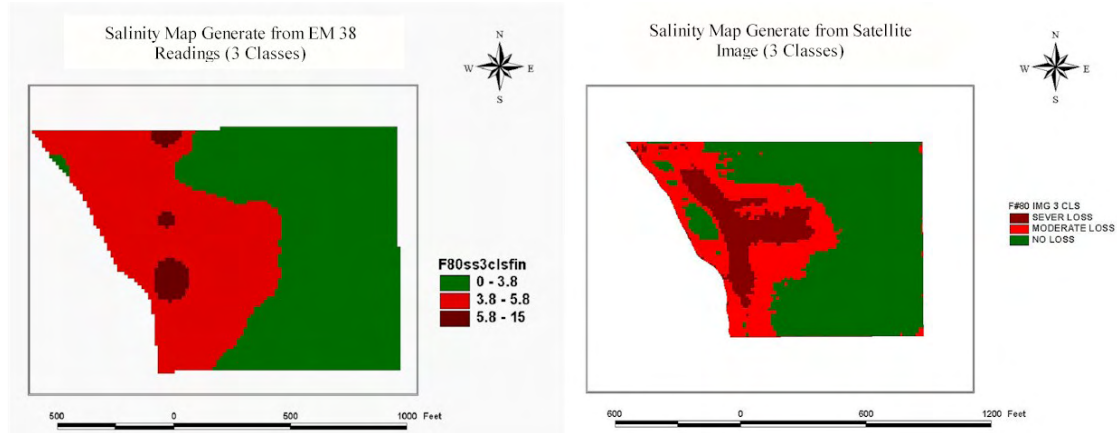 Salinity Map Generate from EM 38
Readings (3 Classes)
N
W E
S
F80ss3clsfin
0 - 3.8
3.8 - 5.8
5.8 - 15
500 0 500 1000 Feet
Salinity Map Generate from Satellite
Image (3 Classes)
N
W E
S
F#80 IMG 3 CLS
SEVER LOSS
MODERATE LOSS
NO LOSS
600 0 600 1200 Feet